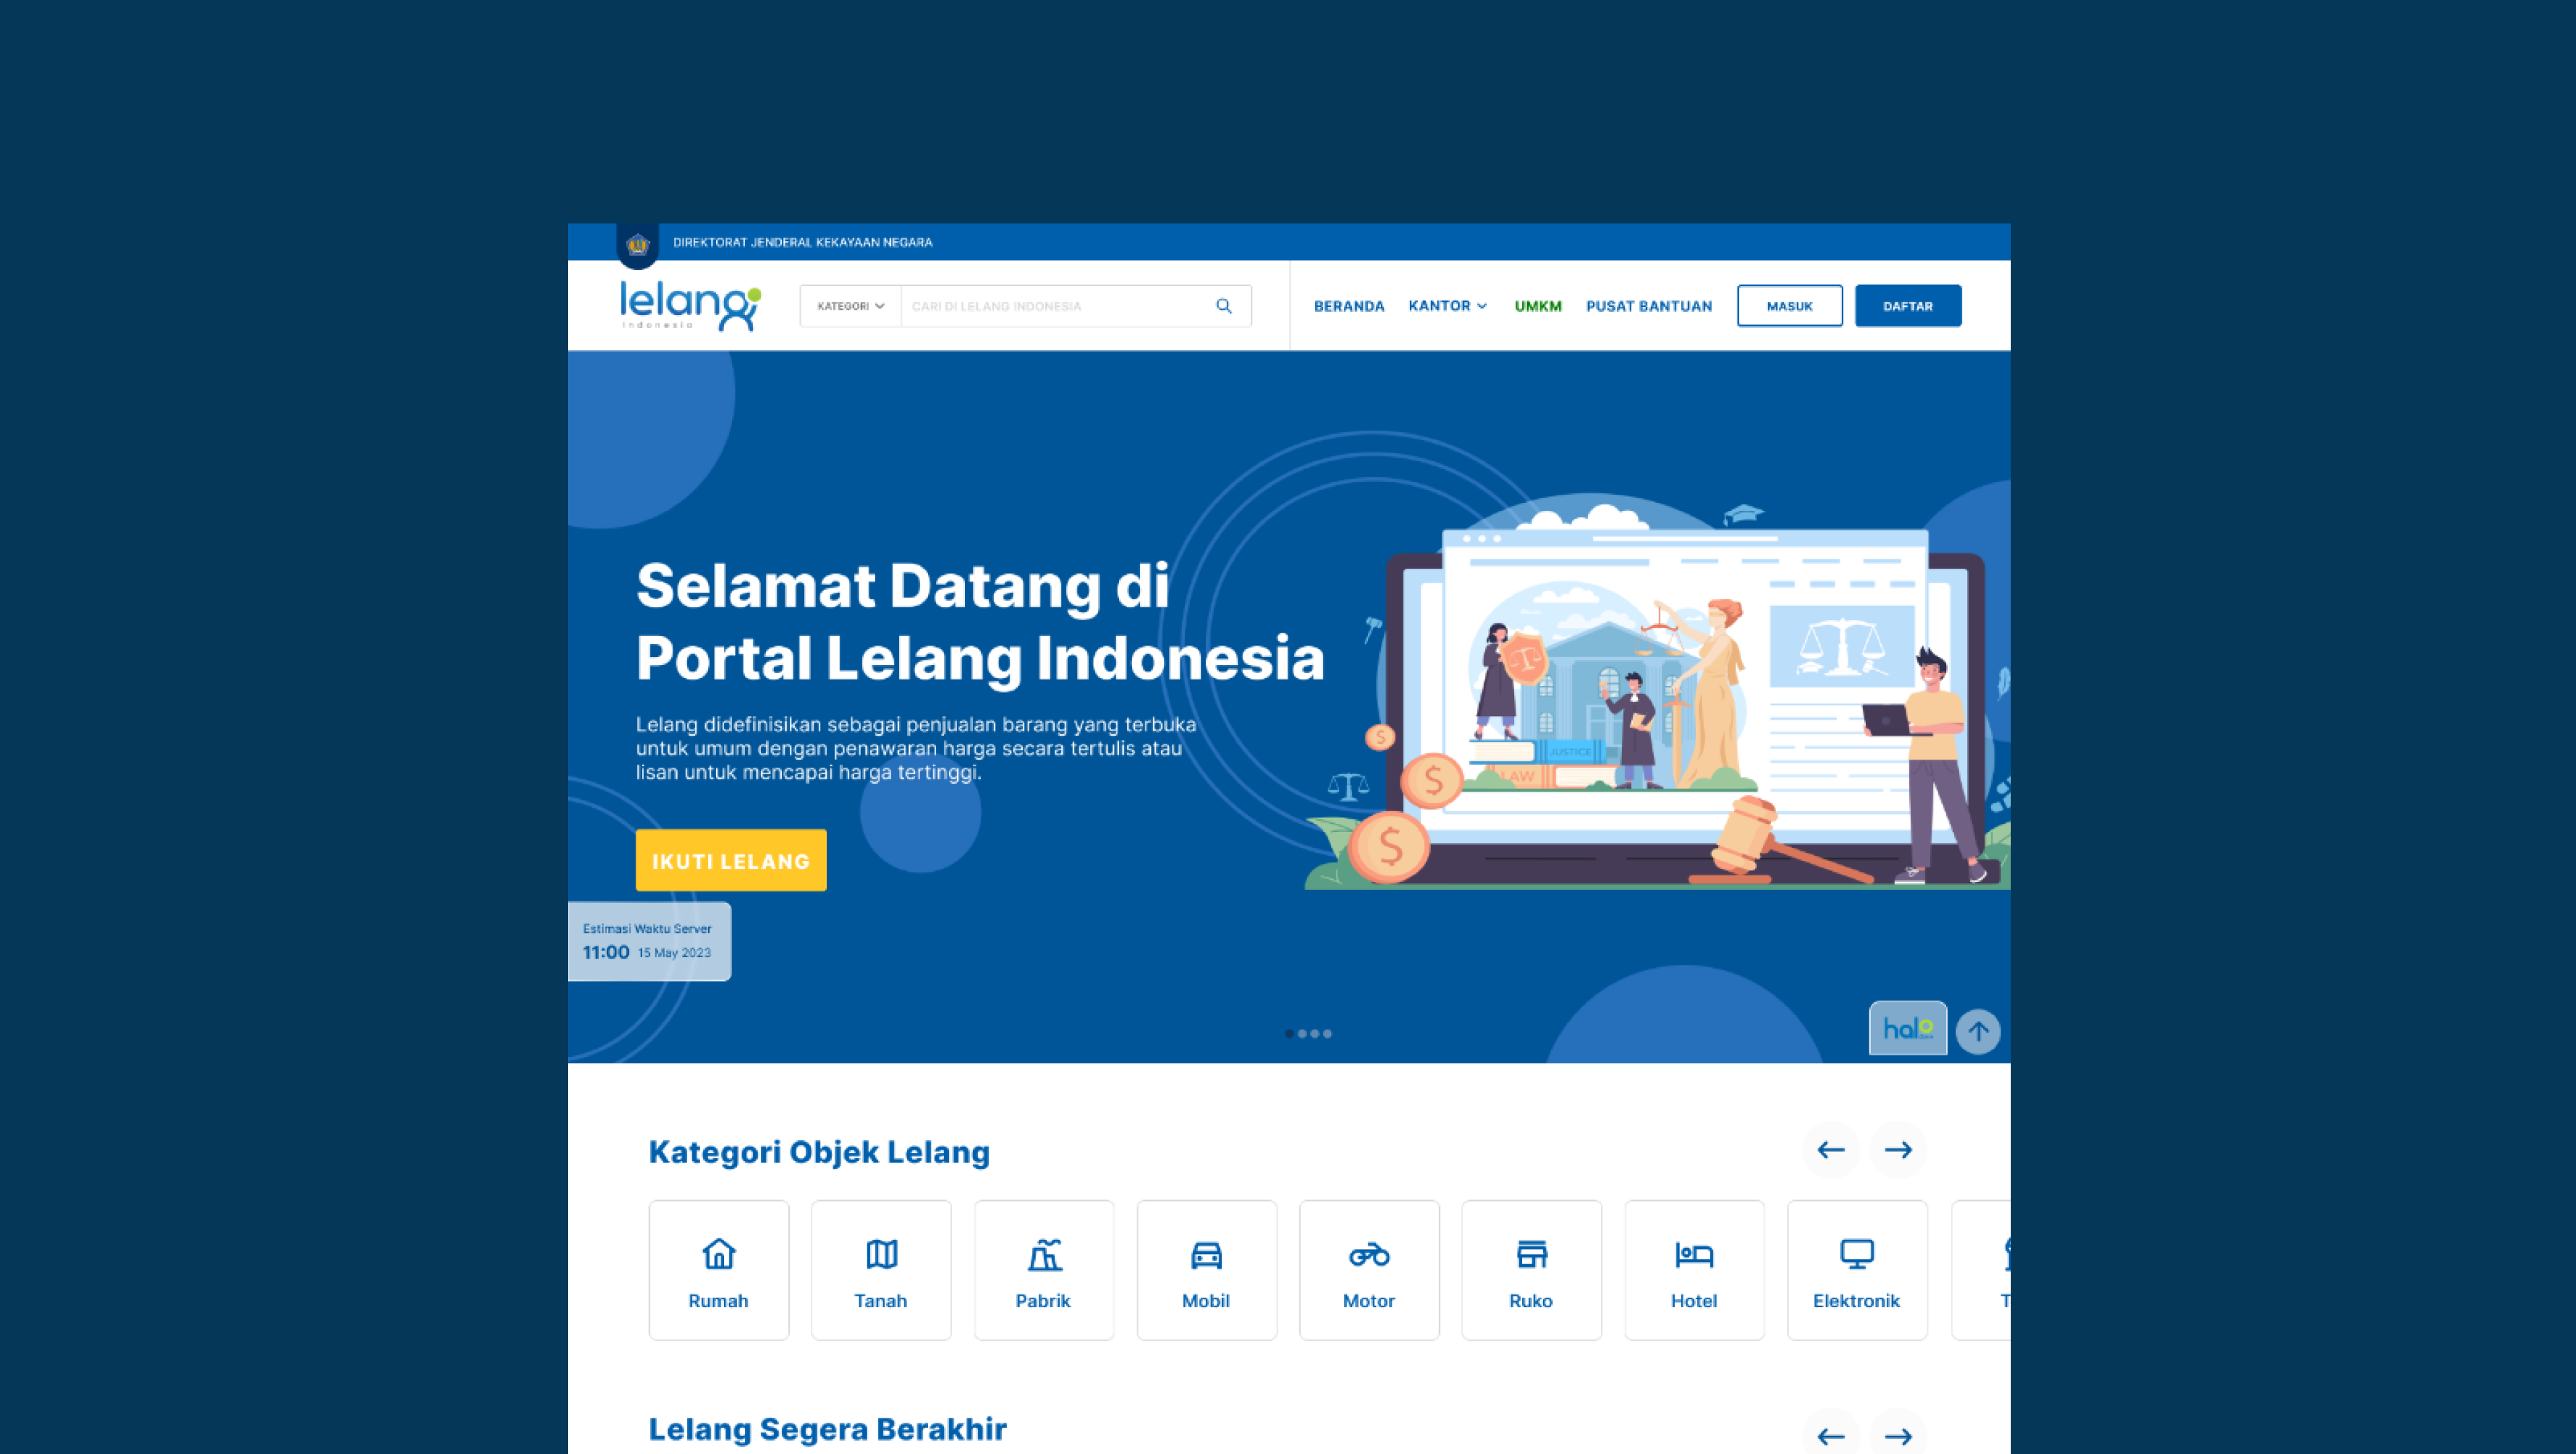 DIREKTORAT JENDERAL KEKAYAAN NEGARA
lelang
Indonesia
KATEGORI
CARI DI LELANG INDONESIA
BERANDA
KANTOR
UMKM
PUSAT BANTUAN
MASUK
DAFTAR
Selamat Datang di
Portal Lelang Indonesia
Lelang didefinisikan sebagai penjualan barang yang terbuka
untuk umum dengan penawaran harga secara tertulis atau
lisan untuk mencapai harga tertinggi.
JUSTICE
LAW
IKUTI LELANG
Estimasi Waktu Server
11:00 15 May 2023
halo
Kategori Objek Lelang
Rumah
Tanah
Pabrik
Mobil
Motor
Ruko
Hotel
Elektronik
Lelang Segera Berakhir